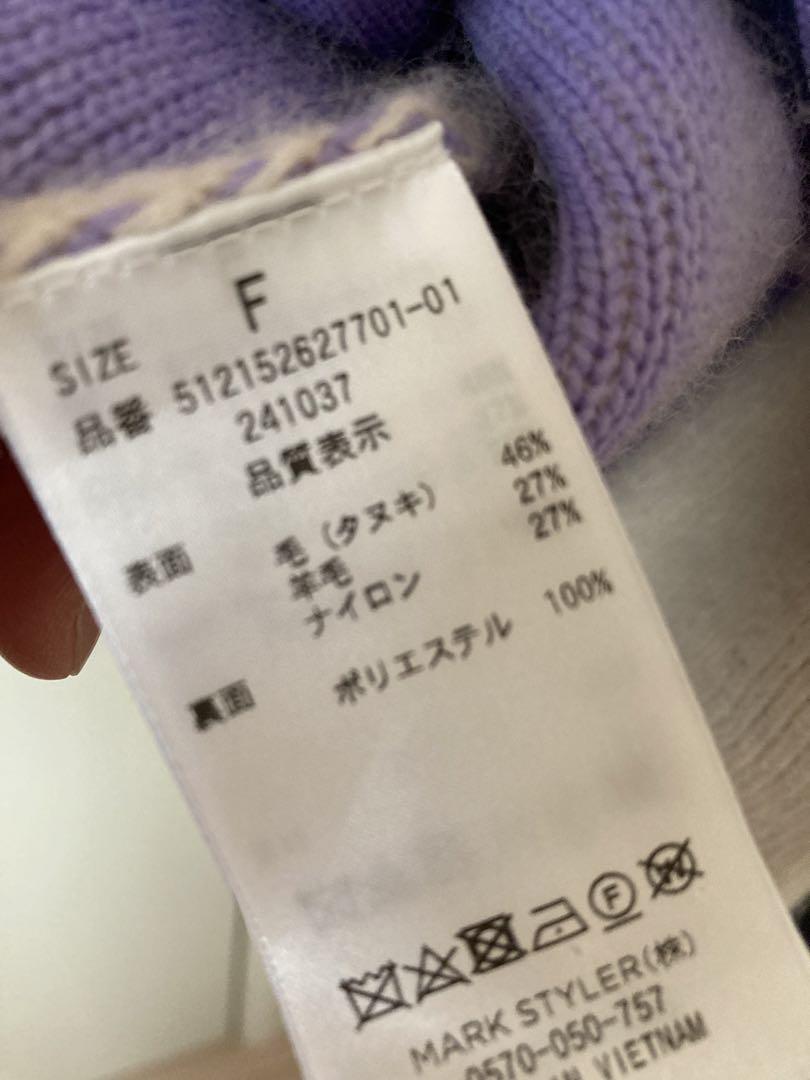 SIZE F
品番 512152627701-01
241037
品質表示
表面 毛(タヌキ) 46%
羊毛 27%
ナイロン 27%
裏面 ポリエステル 100%
F W
MARK STYLER(株)
0570-050-757
IN VIETNAM